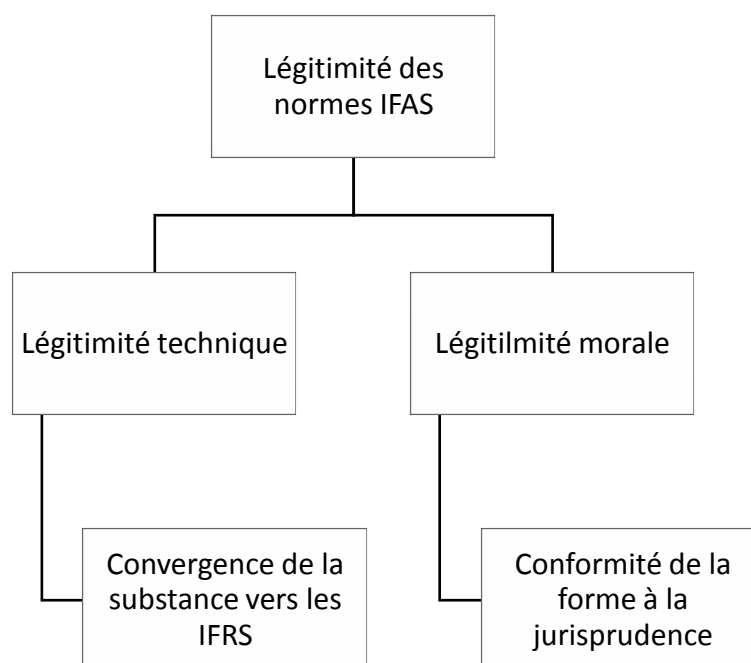 Légitimité des
normes IFAS
Légitimité technique
Légitilmité morale
Convergence de la
substance vers les
IFRS
Conformité de la
forme à la
jurisprudence